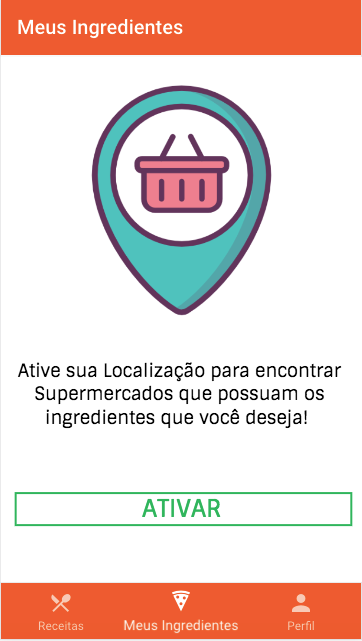 Meus Ingredientes
Ative sua Localização para encontrar
Supermercados que possuam os
ingredientes que você deseja!
ATIVAR
Receitas
Meus Ingredientes
Perfil